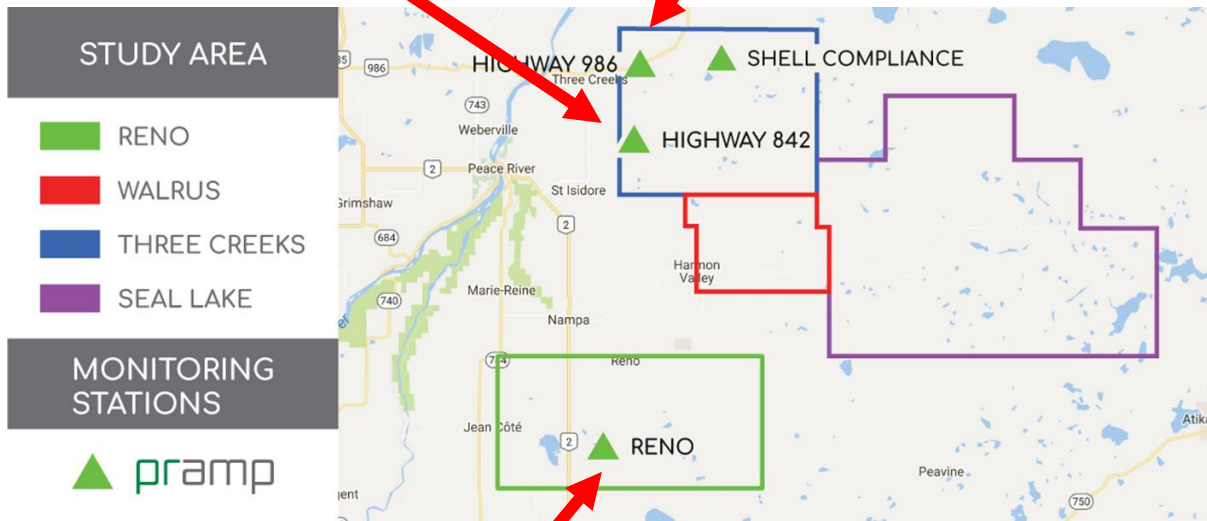 STUDY AREA
RENO
WALRUS
THREE CREEKS
SEAL LAKE
MONITORING
STATIONS
pramp
986
HIGHWAY 986
Three Creeks
SHELL COMPLIANCE
743
Weberville
HIGHWAY 842
2
Peace River
St Isidore
Grimshaw
2
684
Harmon
Valley
740
Marie-Reine
Nampa
744
Reno
Jean Côté
2
RENO
Peavine
Atika
750